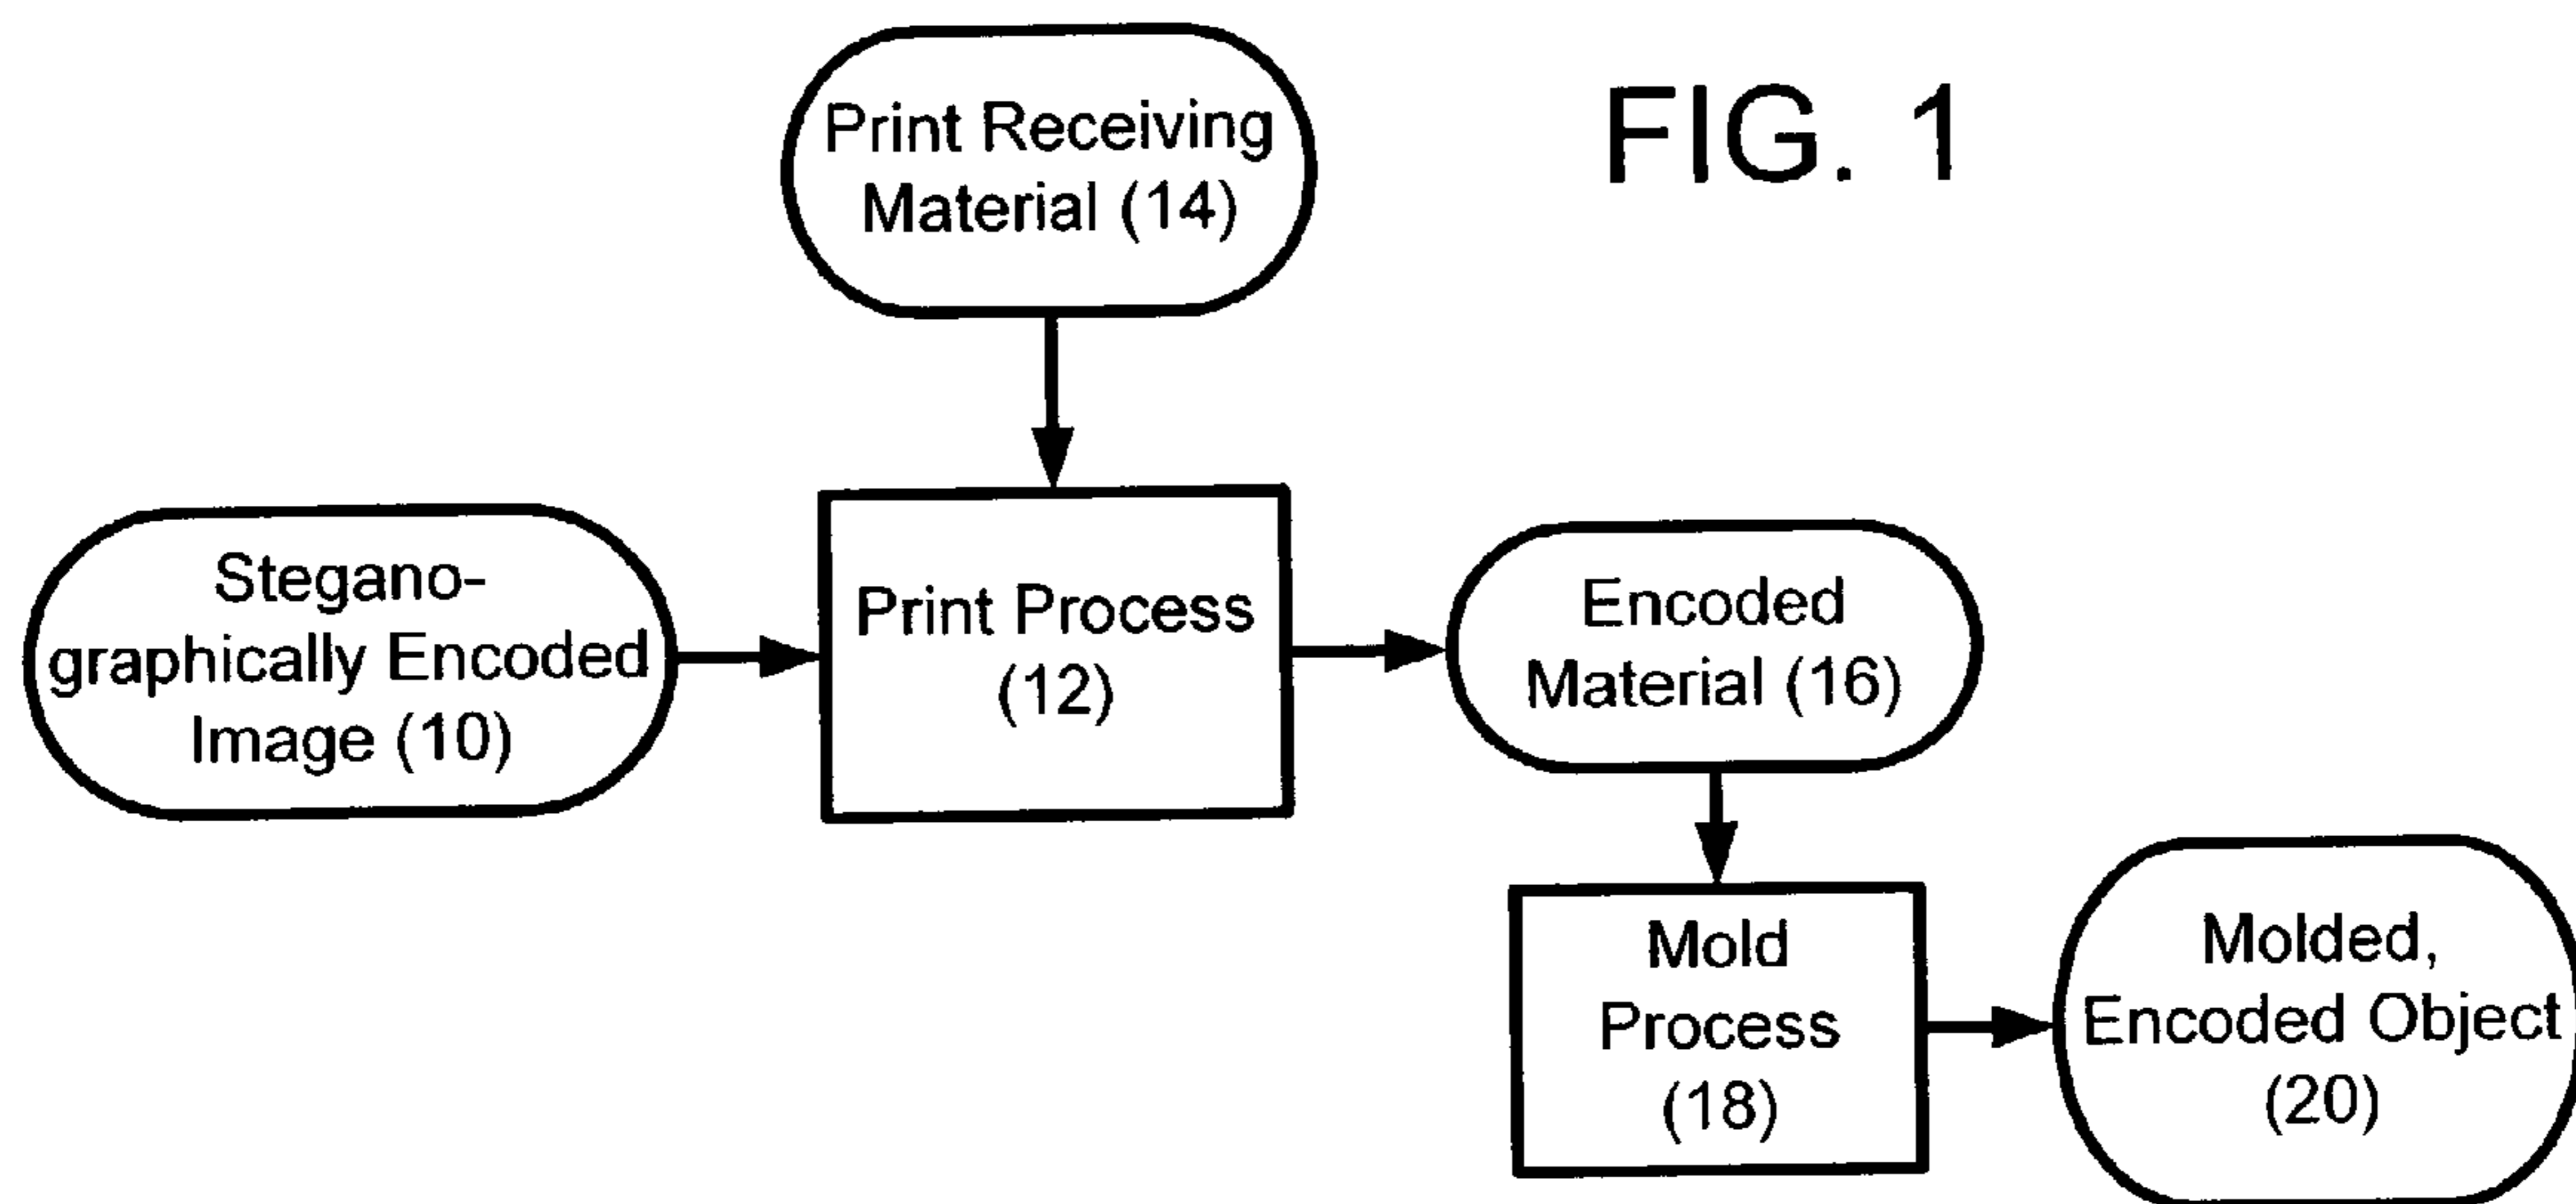 FIG. 1
Print Receiving
Material (14)
Stegano-
graphically Encoded
Image (10)
Print Process
(12)
Encoded
Material (16)
Mold
Process
(18)
Molded,
Encoded Object
(20)